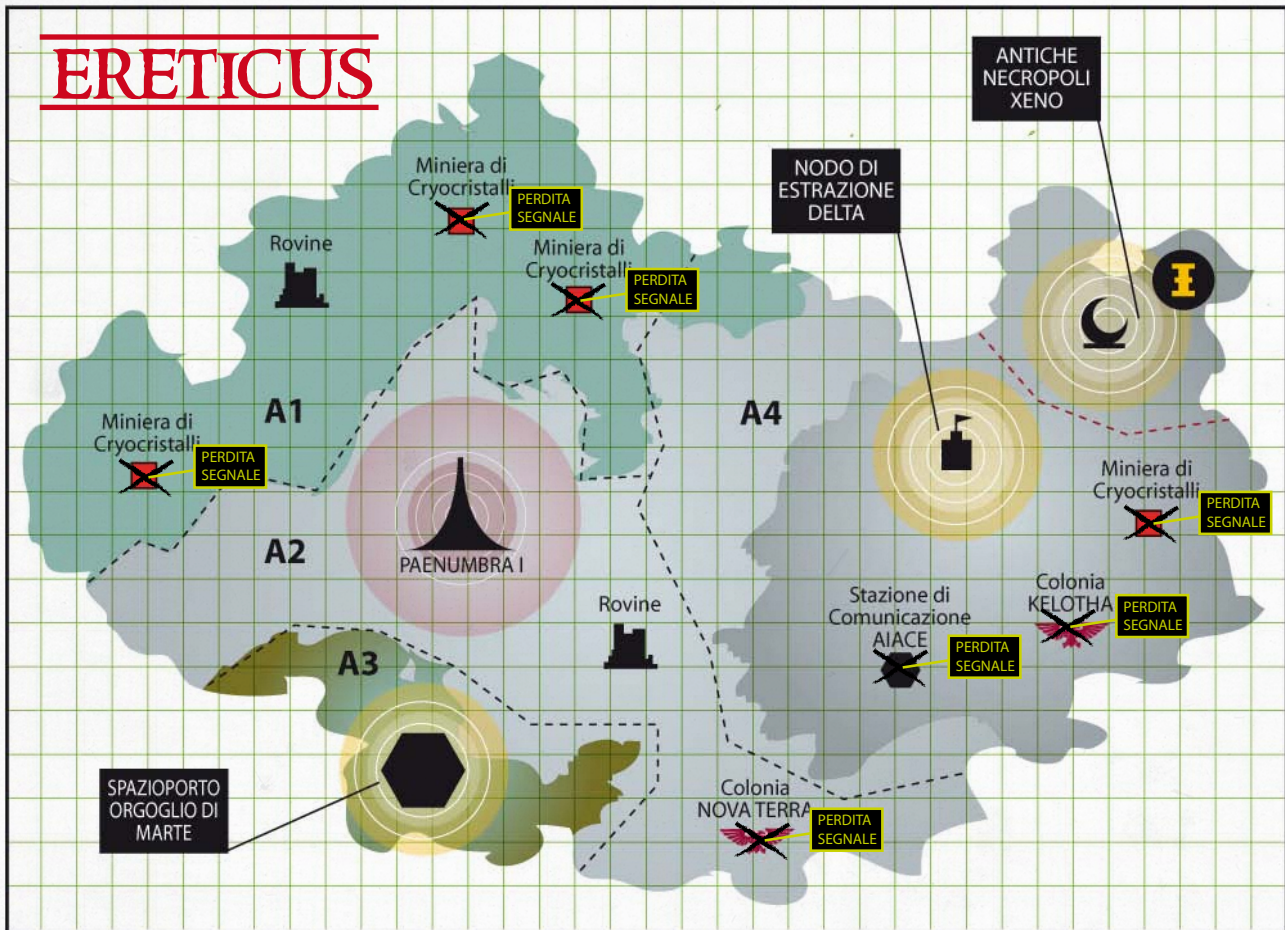 ERETICUS
ANTICHE
NECROPOLI
XENO
NODO DI
ESTRAZIONE
DELTA
Miniera di
Cryocristalli
PERDITA
SEGNALE
Rovine
Miniera di
Cryocristalli
PERDITA
SEGNALE
A1
A4
Miniera di
Cryocristalli
PERDITA
SEGNALE
Miniera di
Cryocristalli
PERDITA
SEGNALE
A2
PAENUMBRA I
Colonia
KELOTHA
PERDITA
SEGNALE
Stazione di
Comunicazione
AIACE
PERDITA
SEGNALE
Rovine
A3
SPAZIOPORTO
ORGOGLIO DI
MARTE
Colonia
NOVA TERRA
PERDITA
SEGNALE